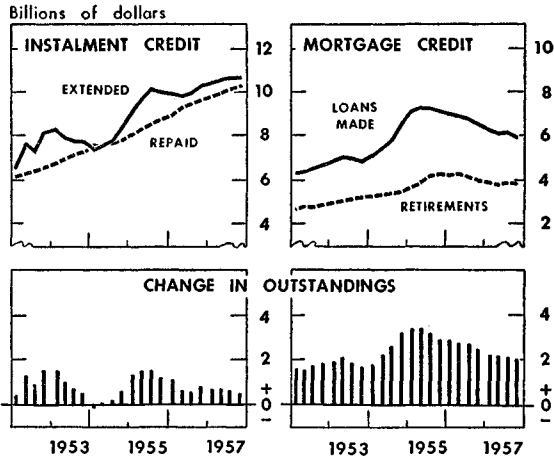 Billions of dollars
INSTALMENT CREDIT
EXTENDED
REPAID
12
10
8
6
4
MORTGAGE CREDIT
LOANS
MADE
RETIREMENTS
10
8
6
4
2
CHANGE IN OUTSTANDINGS
4
2
+
0
−
4
2
+
0
−
1953 1955 1957
1953 1955 1957